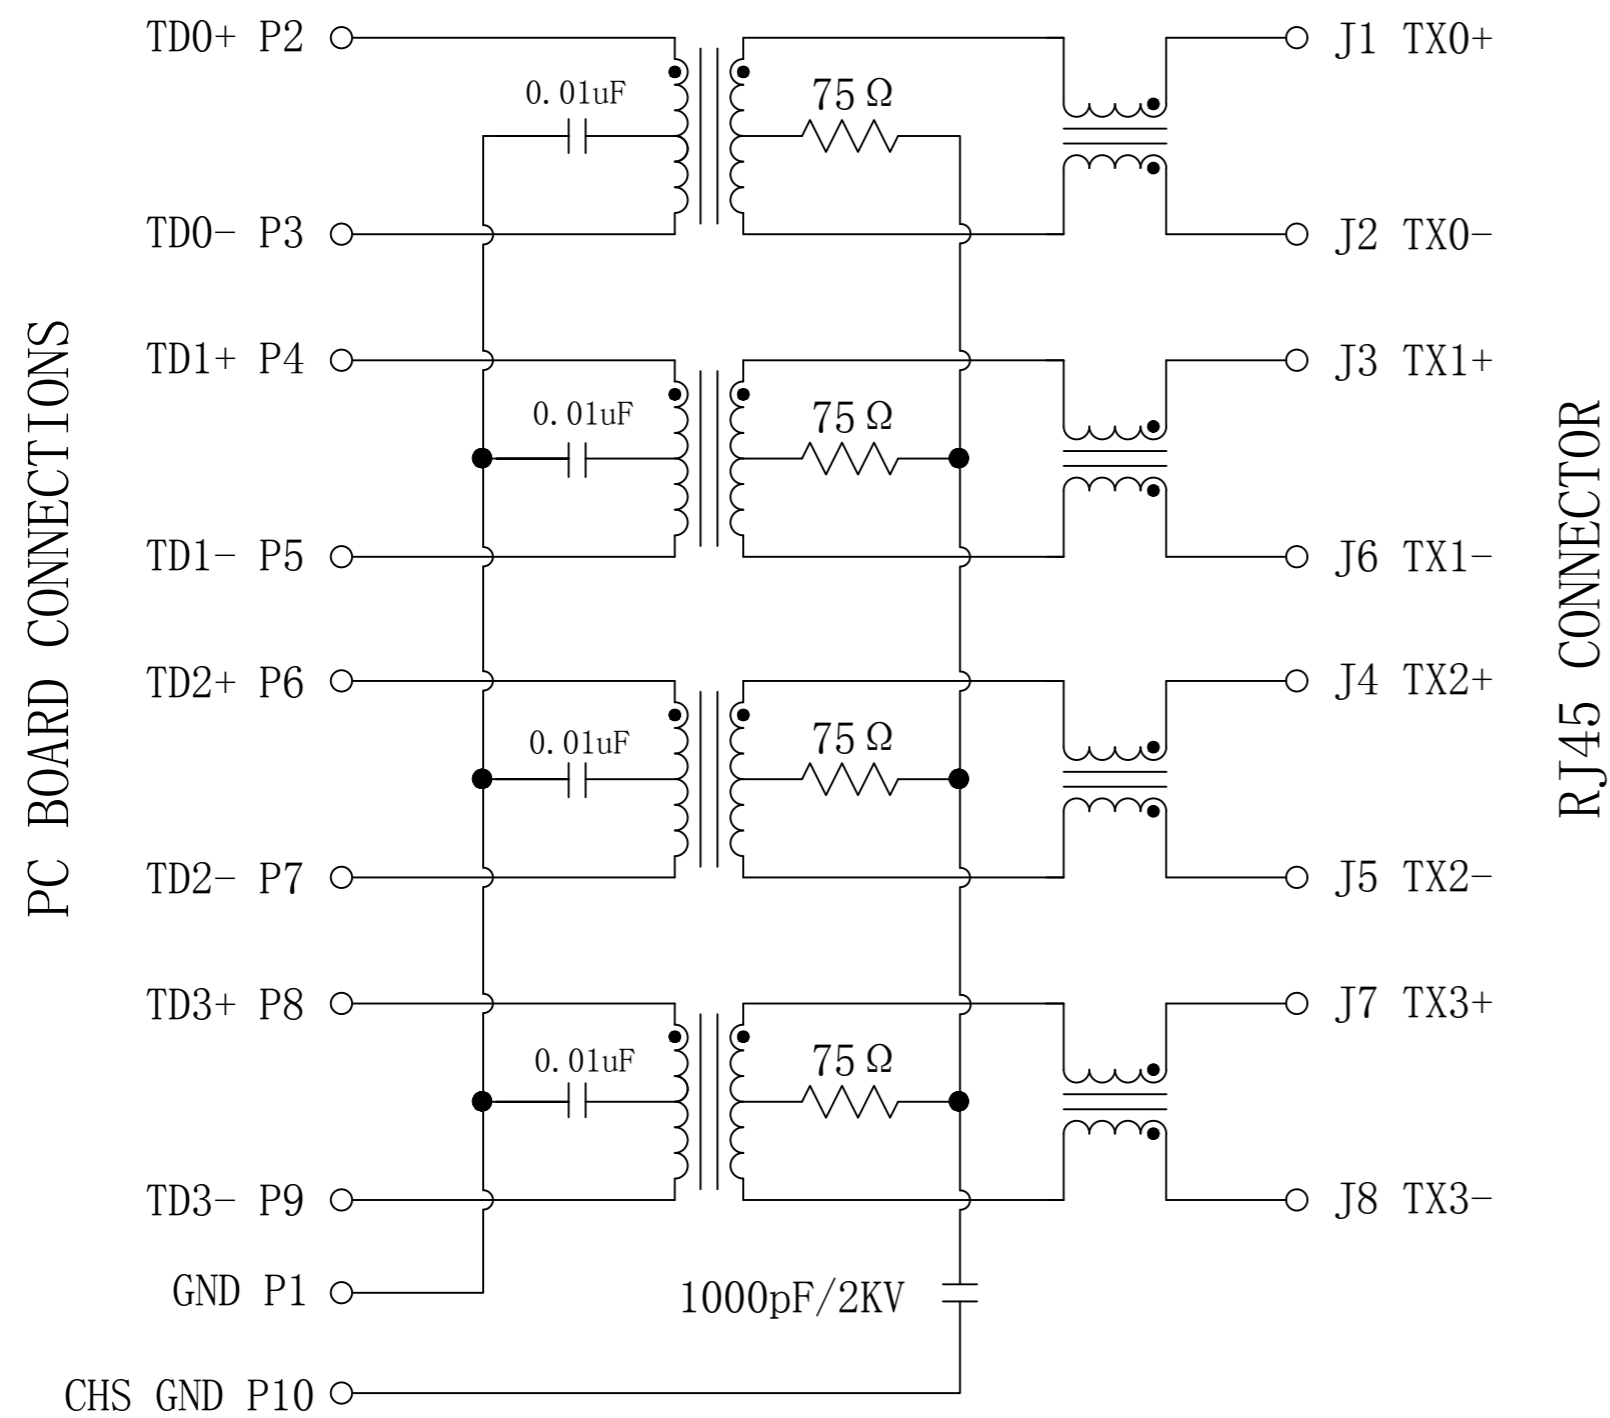 TD0+ P2
0.01uF
75Ω
J1 TX0+
TD0- P3
J2 TX0-
TD1+ P4
0.01uF
75Ω
J3 TX1+
TD1- P5
J6 TX1-
PC BOARD CONNECTIONS
RJ45 CONNECTOR
TD2+ P6
0.01uF
75Ω
J4 TX2+
TD2- P7
J5 TX2-
TD3+ P8
0.01uF
75Ω
J7 TX3+
TD3- P9
J8 TX3-
GND P1
1000pF/2KV
CHS GND P10